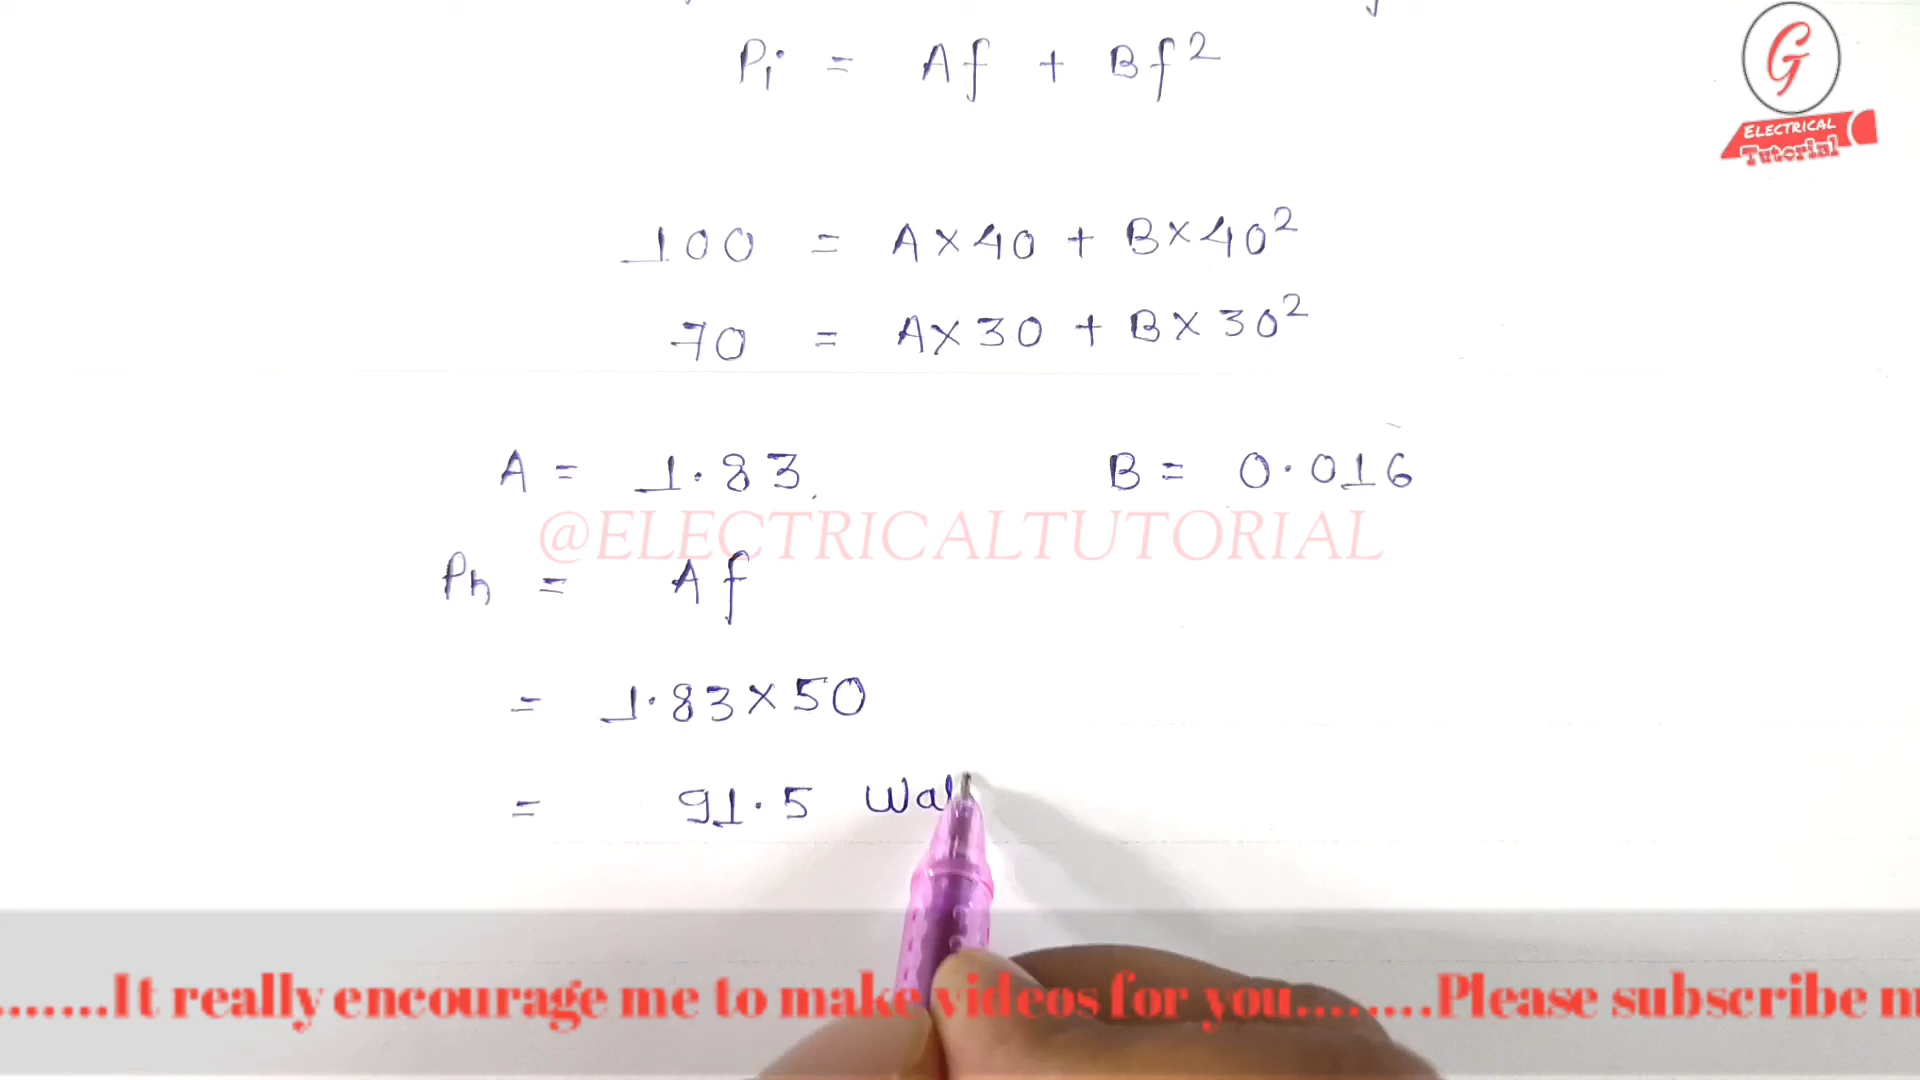 Pi = Af + Bf²
G
ELECTRICAL
Tutorial
100 = A×40 + B×40²
70 = A×30 + B×30²
A = 1.83 B = 0.016
@ELECTRICALTUTORIAL
Ph = Af
= 1.83×50
= 91.5
.......It really encourage me to make videos for you........Please subscribe